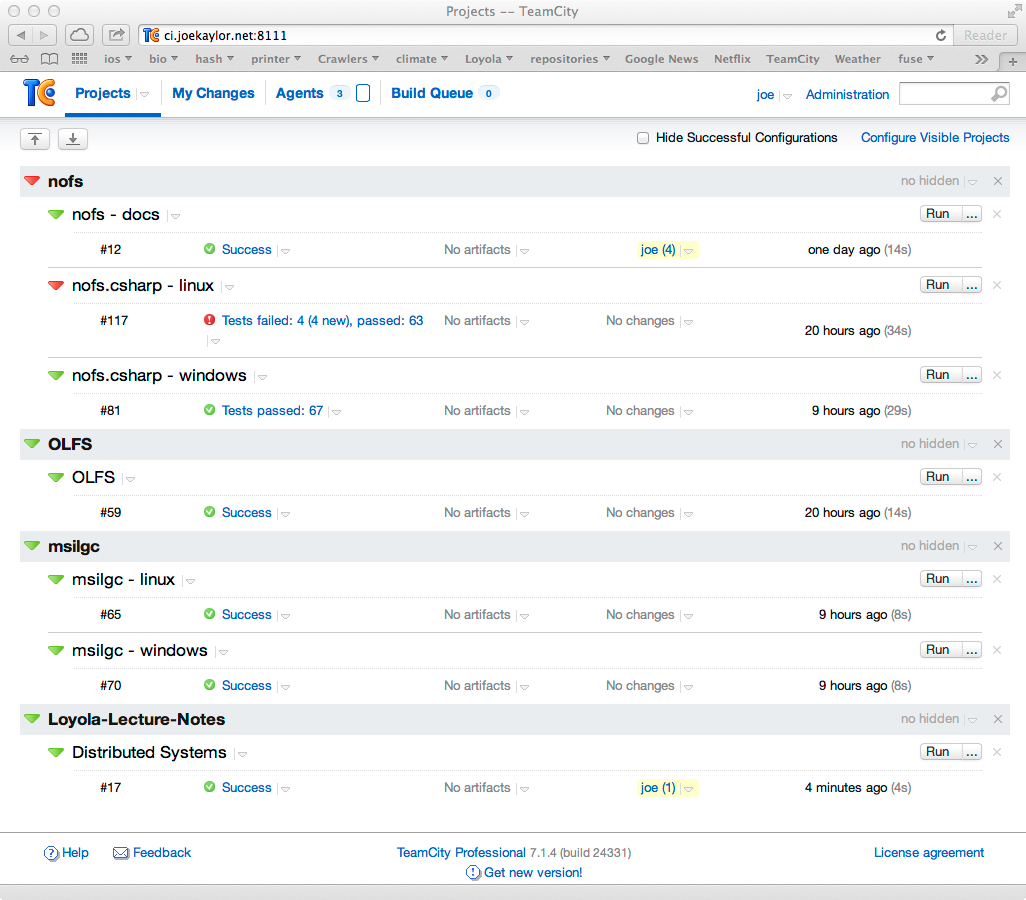 Projects -- TeamCity
ci.joekaylor.net:8111 Reader
ios bio hash printer Crawlers climate Loyola repositories Google News Netflix TeamCity Weather fuse
TC Projects My Changes Agents 3 Build Queue 0 joe Administration
Hide Successful Configurations Configure Visible Projects
nofs no hidden
nofs - docs Run ...
#12 Success No artifacts joe (4) one day ago (14s)
nofs.csharp - linux Run ...
#117 Tests failed: 4 (4 new), passed: 63 No artifacts No changes 20 hours ago (34s)
nofs.csharp - windows Run ...
#81 Tests passed: 67 No artifacts No changes 9 hours ago (29s)
OLFS no hidden
OLFS Run ...
#59 Success No artifacts No changes 20 hours ago (14s)
msilgc no hidden
msilgc - linux Run ...
#65 Success No artifacts No changes 9 hours ago (8s)
msilgc - windows Run ...
#70 Success No artifacts No changes 9 hours ago (8s)
Loyola-Lecture-Notes no hidden
Distributed Systems Run ...
#17 Success No artifacts joe (1) 4 minutes ago (4s)
Help Feedback TeamCity Professional 7.1.4 (build 24331) License agreement
Get new version!